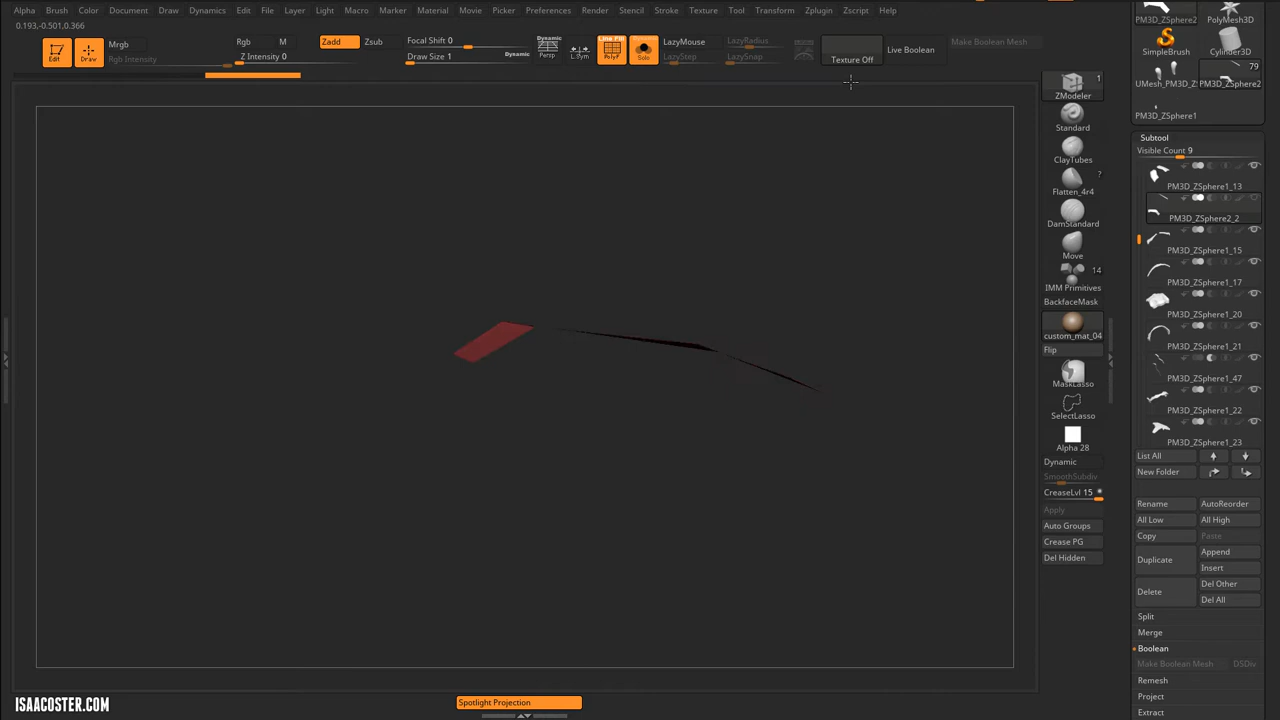 Alpha Brush Color Document Draw Dynamics Edit File Layer Light Macro Marker Material Movie Picker Preferences Render Stencil Stroke Texture Tool Transform Zplugin Zscript Help
0.193,-0.501,0.366
Edit
Draw
Mrgb
Rgb Intensity
Rgb
M
Z Intensity 0
Zadd
Zsub
Focal Shift 0
Draw Size 1
Dynamic
Dynamic
Persp
L.Sym
Line Fill
PolyF
Dynamic
Solo
LazyMouse
LazyStep
LazyRadius
LazySnap
Texture Off
Live Boolean
Make Boolean Mesh
1
ZModeler
Standard
ClayTubes
?
Flatten_4r4
DamStandard
Move
14
IMM Primitives
BackfaceMask
custom_mat_04
Flip
MaskLasso
SelectLasso
Alpha 28
Dynamic
SmoothSubdiv
CreaseLvl 15
Apply
Auto Groups
Crease PG
Del Hidden
PM3D_ZSphere2
PolyMesh3D
SimpleBrush
Cylinder3D
79
UMesh_PM3D_Z
PM3D_ZSphere2
PM3D_ZSphere1
Subtool
Visible Count 9
PM3D_ZSphere1_13
PM3D_ZSphere2_2
PM3D_ZSphere1_15
PM3D_ZSphere1_17
PM3D_ZSphere1_20
PM3D_ZSphere1_21
PM3D_ZSphere1_47
PM3D_ZSphere1_22
PM3D_ZSphere1_23
List All
New Folder
Rename
AutoReorder
All Low
All High
Copy
Paste
Duplicate
Append
Insert
Delete
Del Other
Del All
Split
Merge
Boolean
Make Boolean Mesh
DSDiv
Remesh
Project
Extract
ISAACOSTER.COM
Spotlight Projection